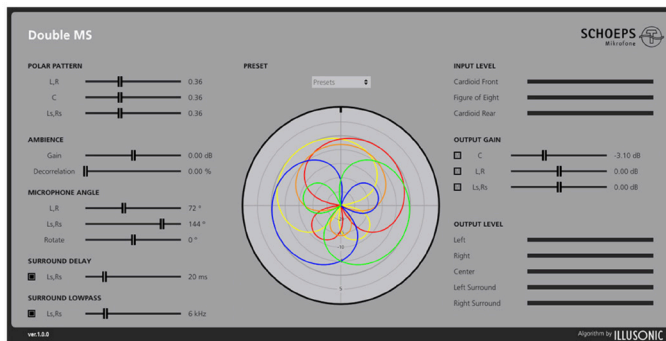 Double MS
SCHOEPS
Mikrofone
POLAR PATTERN
L,R 0.36
C 0.36
Ls,Rs 0.36
AMBIENCE
Gain 0.00 dB
Decorrelation 0.00 %
MICROPHONE ANGLE
L,R 72 °
Ls,Rs 144 °
Rotate 0 °
SURROUND DELAY
Ls,Rs 20 ms
SURROUND LOWPASS
Ls,Rs 6 kHz
ver.1.0.0
PRESET
Presets
-10
5
INPUT LEVEL
Cardioid Front
Figure of Eight
Cardioid Rear
OUTPUT GAIN
C -3.10 dB
L,R 0.00 dB
Ls,Rs 0.00 dB
OUTPUT LEVEL
Left
Right
Center
Left Surround
Right Surround
Algorithm by ILLUSONIC